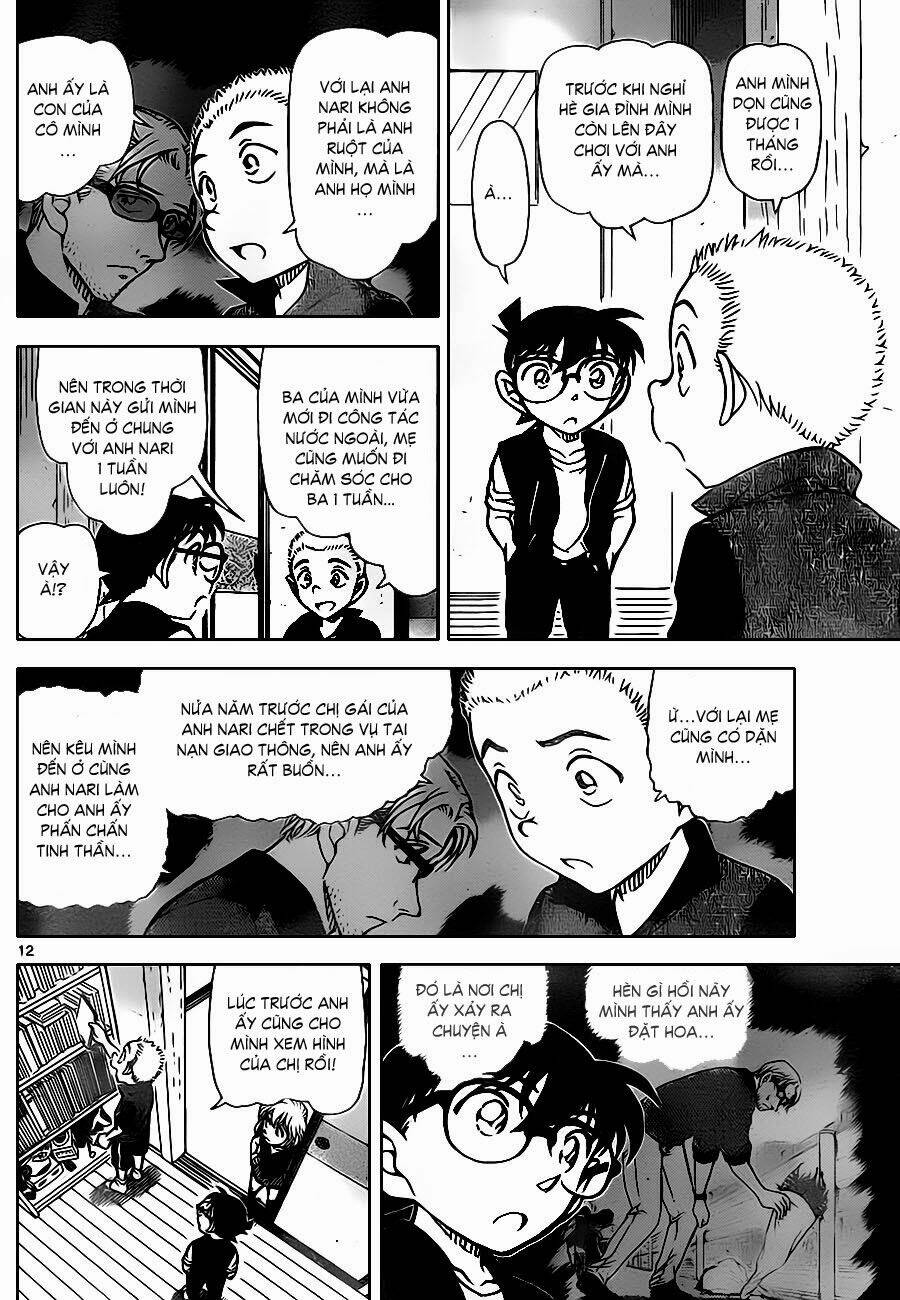 ANH MÌNH
DỌN CŨNG
ĐƯỢC 1
THÁNG
RỒI...
TRƯỚC KHI NGHỈ
HÈ GIA ĐÌNH MÌNH
CÒN LÊN ĐÂY
CHƠI VỚI ANH
ẤY MÀ...
À...
VỚI LẠI ANH
NARI KHÔNG
PHẢI LÀ ANH
RUỘT CỦA
MÌNH, MÀ LÀ
ANH HỌ MÌNH
...
ANH ẤY LÀ
CON CỦA
CÔ MÌNH
...
BA CỦA MÌNH VỪA
MỚI ĐI CÔNG TÁC
NƯỚC NGOÀI, MẸ
CŨNG MUỐN ĐI
CHĂM SÓC CHO
BA 1 TUẦN...
NÊN TRONG THỜI
GIAN NÀY GỬI MÌNH
ĐẾN Ở CHUNG
VỚI ANH NARI
1 TUẦN
LUÔN!
VẬY
À!?
Ừ...VỚI LẠI MẸ
CŨNG CÓ DẶN
MÌNH...
NỬA NĂM TRƯỚC CHỊ GÁI CỦA
ANH NARI CHẾT TRONG VỤ TAI
NẠN GIAO THÔNG, NÊN ANH ẤY
RẤT BUỒN...
NÊN KÊU MÌNH
ĐẾN Ở CÙNG
ANH NARI LÀM
CHO ANH ẤY
PHẤN CHẤN
TINH THẦN...
12
HÈN GÌ HỒI NÃY
MÌNH THẤY ANH ẤY
ĐẶT HOA...
ĐÓ LÀ NƠI CHỊ
ẤY XẢY RA
CHUYỆN À
...
LÚC TRƯỚC ANH
ẤY CŨNG CHO
MÌNH XEM HÌNH
CỦA CHỊ RỒI!